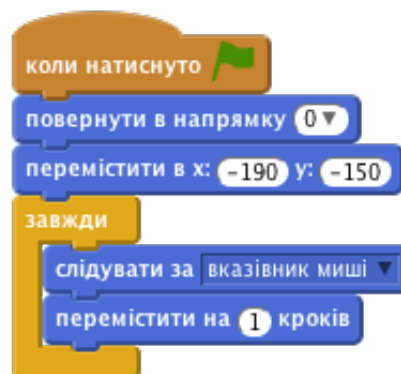 коли натиснуто
повернути в напрямку 0
перемістити в x: -190 y: -150
завжди
слідувати за вказівник миші
перемістити на 1 кроків